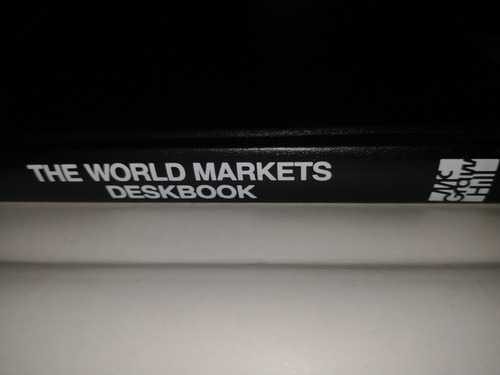 THE WORLD MARKETS
DESKBOOK
Mc
Graw
Hill